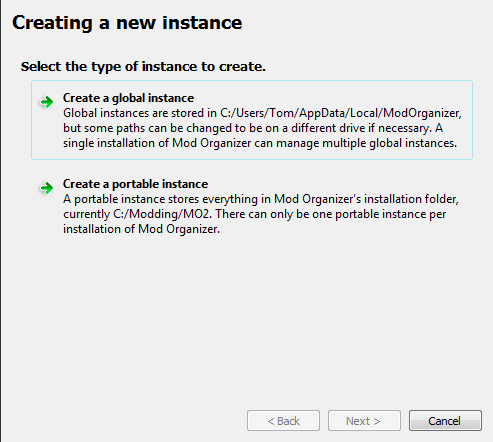 Creating a new instance
Select the type of instance to create.
Create a global instance
Global instances are stored in C:/Users/Tom/AppData/Local/ModOrganizer,
but some paths can be changed to be on a different drive if necessary. A
single installation of Mod Organizer can manage multiple global instances.
Create a portable instance
A portable instance stores everything in Mod Organizer's installation folder,
currently C:/Modding/MO2. There can only be one portable instance per
installation of Mod Organizer.
< Back Next > Cancel